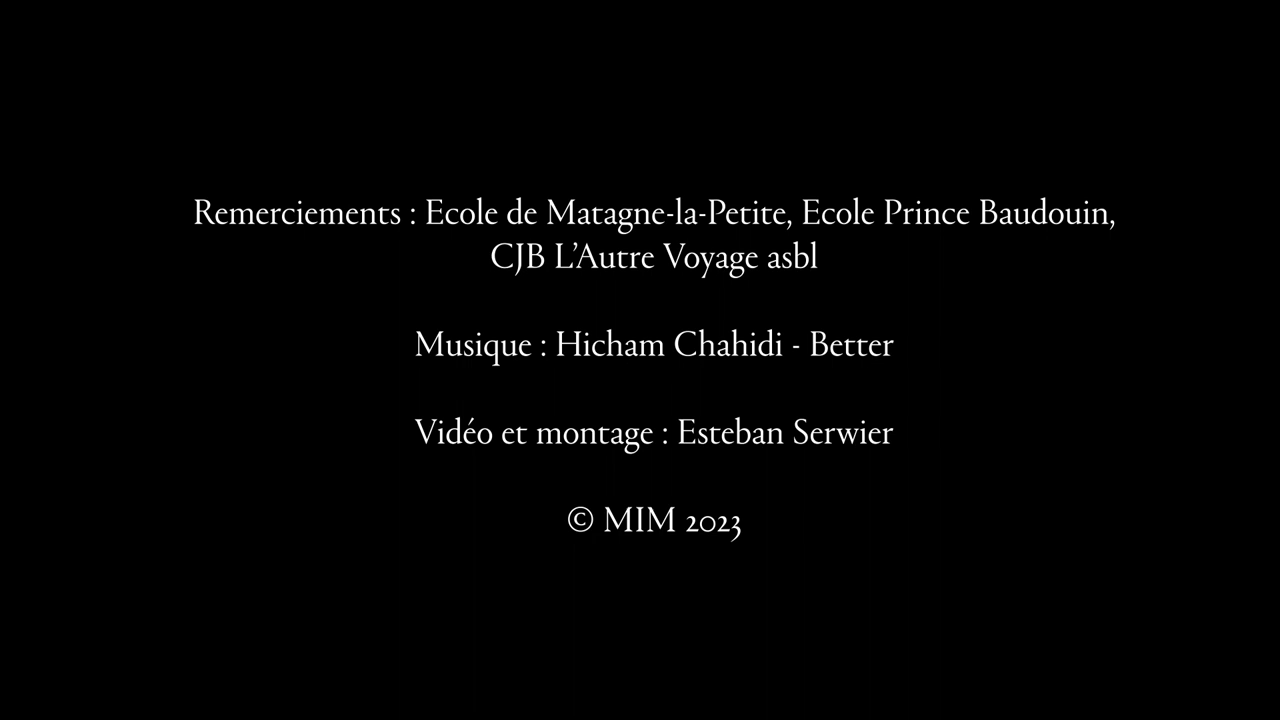 Remerciements : Ecole de Matagne-la-Petite, Ecole Prince Baudouin,
CJB L’Autre Voyage asbl
Musique : Hicham Chahidi - Better
Vidéo et montage : Esteban Serwier
© MIM 2023